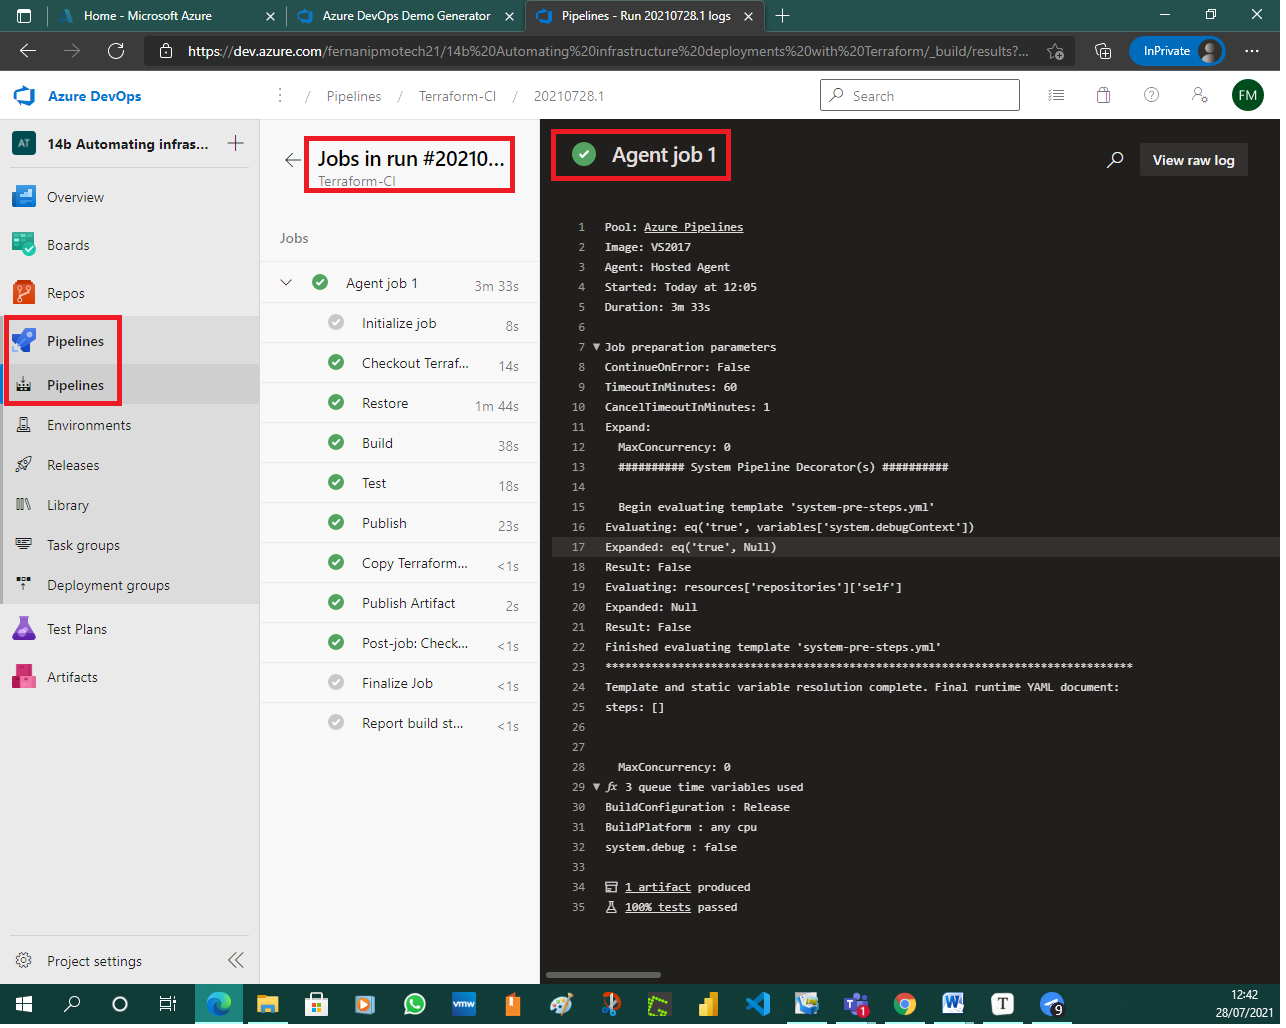 Home - Microsoft Azure
Azure DevOps Demo Generator
Pipelines - Run 20210728.1 logs
https://dev.azure.com/fernanipmotech21/14b%20Automating%20infrastructure%20deployments%20with%20Terraform/_build/results?...
InPrivate
Azure DevOps
/ Pipelines / Terraform-CI / 20210728.1
Search
FM
AT
14b Automating infras...
Overview
Boards
Repos
Pipelines
Pipelines
Environments
Releases
Library
Task groups
Deployment groups
Test Plans
Artifacts
Project settings
Jobs in run #20210...
Terraform-CI
Jobs
Agent job 1 3m 33s
Initialize job 8s
Checkout Terraf... 14s
Restore 1m 44s
Build 38s
Test 18s
Publish 23s
Copy Terraform... <1s
Publish Artifact 2s
Post-job: Check... <1s
Finalize Job <1s
Report build st... <1s
Agent job 1
View raw log
1 Pool: Azure Pipelines
2 Image: VS2017
3 Agent: Hosted Agent
4 Started: Today at 12:05
5 Duration: 3m 33s
6
7 Job preparation parameters
8 ContinueOnError: False
9 TimeoutInMinutes: 60
10 CancelTimeoutInMinutes: 1
11 Expand:
12 MaxConcurrency: 0
13 ########## System Pipeline Decorator(s) ##########
14
15 Begin evaluating template 'system-pre-steps.yml'
16 Evaluating: eq('true', variables['system.debugContext'])
17 Expanded: eq('true', Null)
18 Result: False
19 Evaluating: resources['repositories']['self']
20 Expanded: Null
21 Result: False
22 Finished evaluating template 'system-pre-steps.yml'
23 ********************************************************************************
24 Template and static variable resolution complete. Final runtime YAML document:
25 steps: []
26
27
28 MaxConcurrency: 0
29 fx 3 queue time variables used
30 BuildConfiguration : Release
31 BuildPlatform : any cpu
32 system.debug : false
33
34 1 artifact produced
35 100% tests passed
vmw
1
W
T
9
12:42
28/07/2021